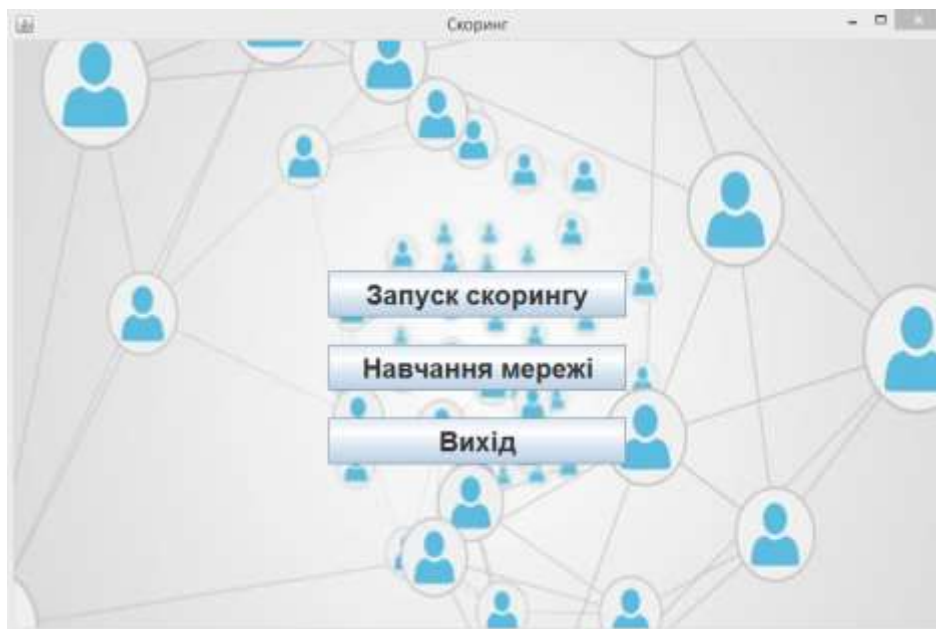 Скоринг
Запуск скорингу
Навчання мережі
Вихід